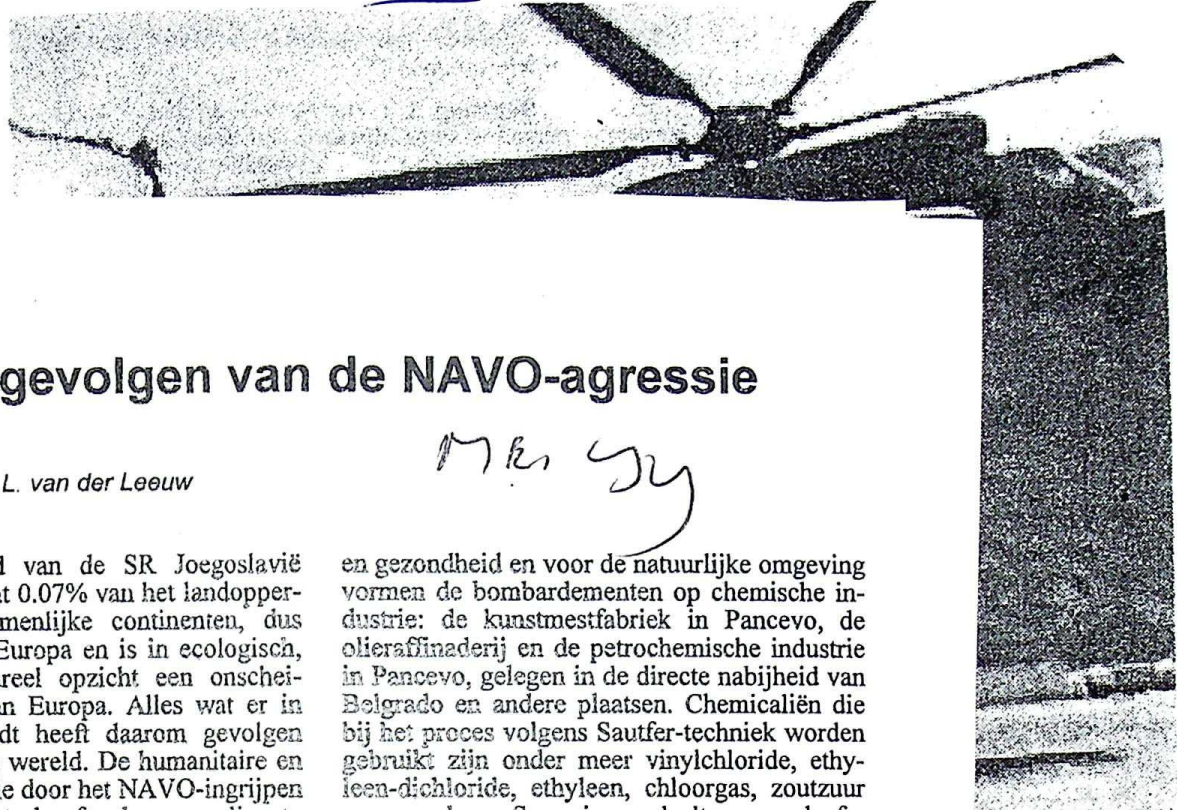 gevolgen van de NAVO-agressie
L. van der Leeuw
van de SR Joegoslavië
0.07% van het landopper-
menlijke continenten, dus
Europa en is in ecologisch,
reel opzicht een onschei-
n Europa. Alles wat er in
dt heeft daarom gevolgen
wereld. De humanitaire en
e door het NAVO-ingrijpen
en gezondheid en voor de natuurlijke omgeving
vormen de bombardementen op chemische in-
dustrie: de kunstmestfabriek in Pancevo, de
olieraffinaderij en de petrochemische industrie
in Pancevo, gelegen in de directe nabijheid van
Belgrado en andere plaatsen. Chemicaliën die
bij het proces volgens Sautfer-techniek worden
gebruikt zijn onder meer vinylchloride, ethy-
leen-dichloride, ethyleen, chloorgas, zoutzuur